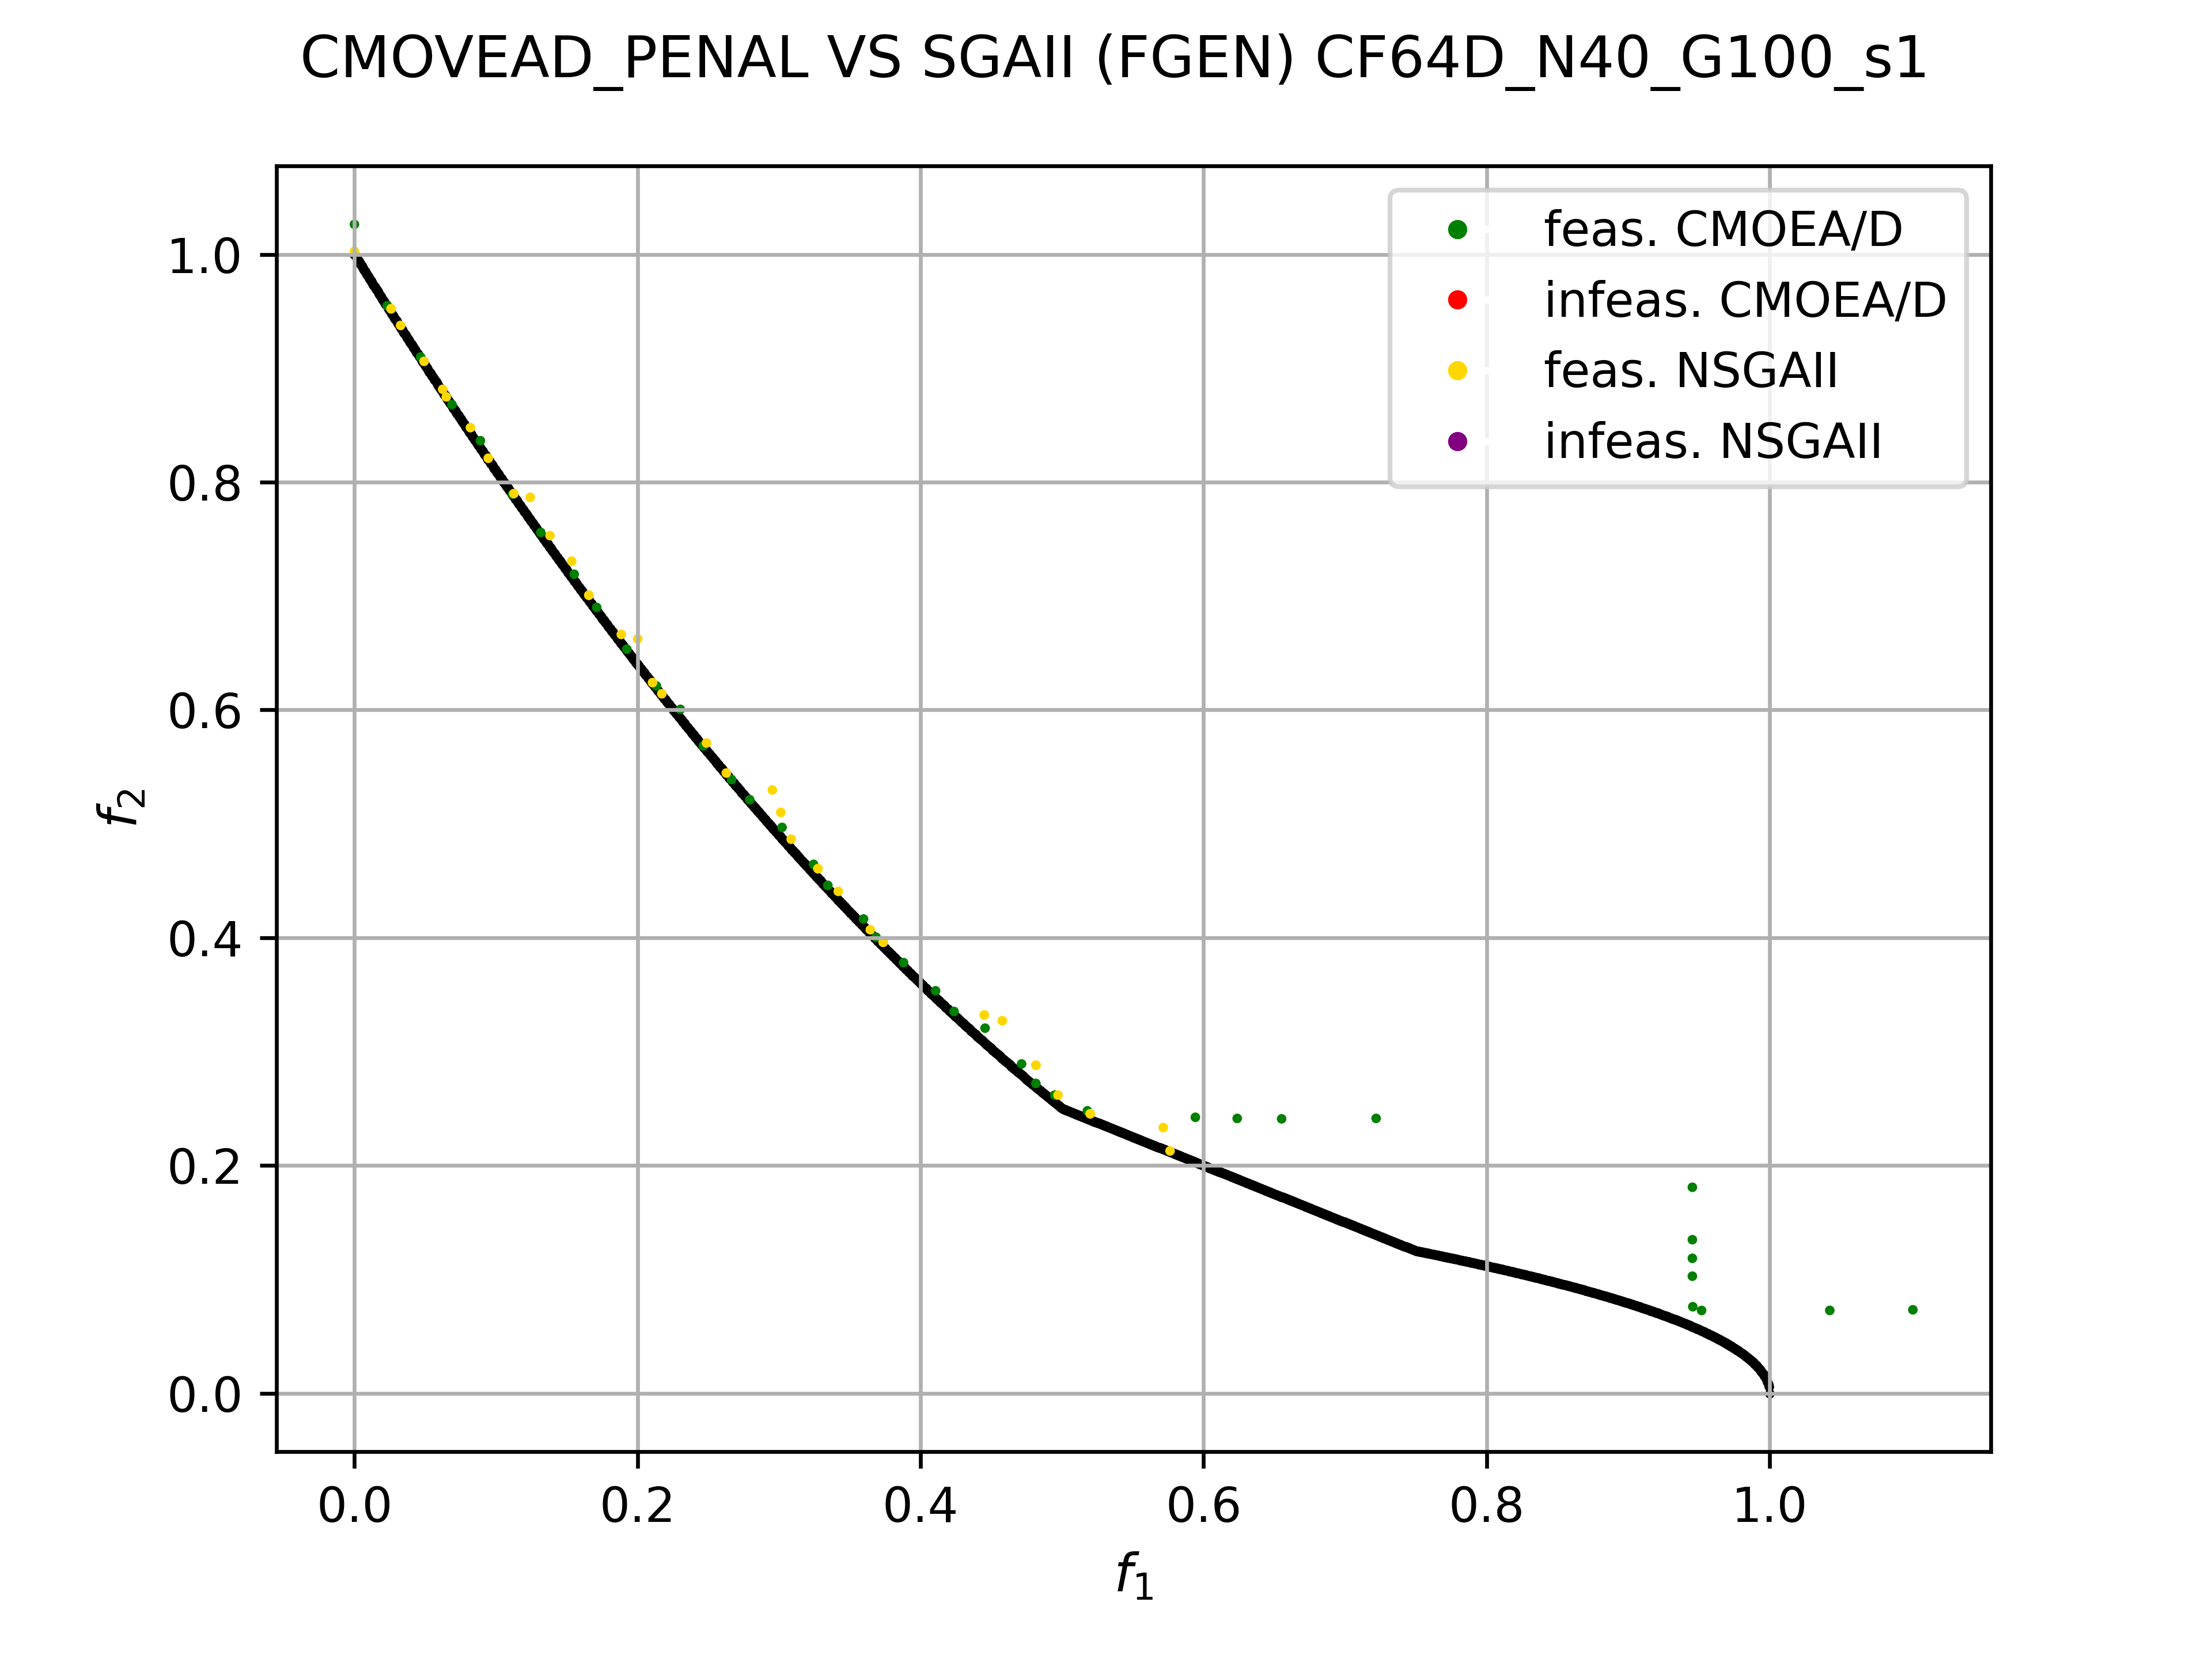 CMOVEAD_PENAL VS SGAII (FGEN) CF64D_N40_G100_s1
feas. CMOEA/D
infeas. CMOEA/D
feas. NSGAII
infeas. NSGAII
1.0
0.8
0.6
0.4
0.2
0.0
f2
0.0 0.2 0.4 0.6 0.8 1.0
f1